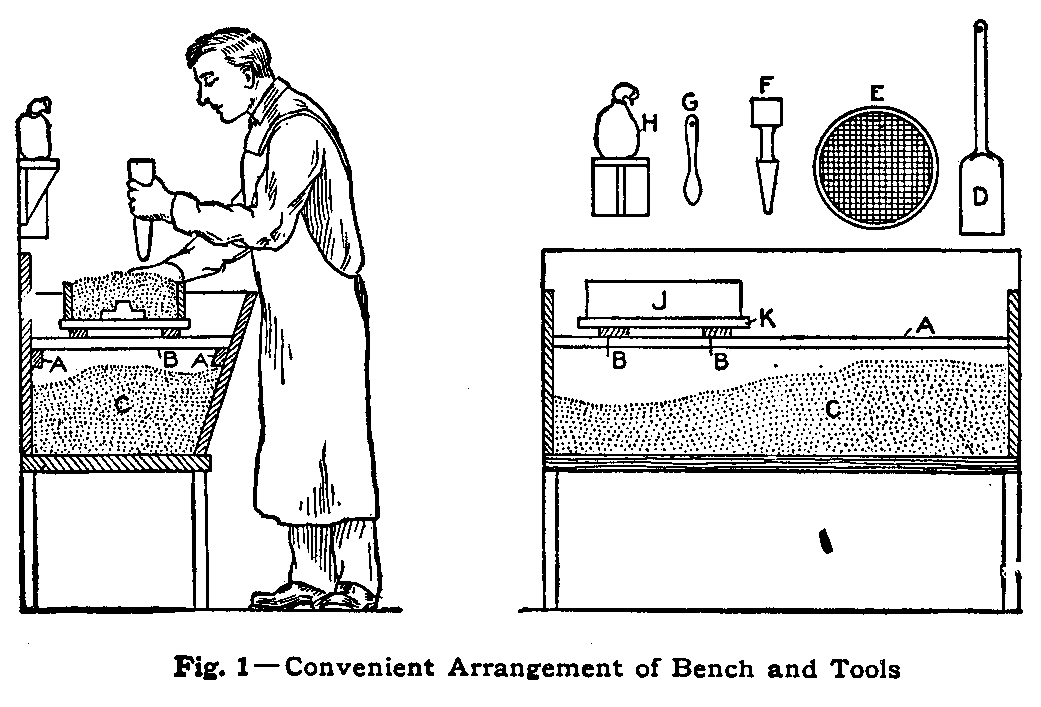 F
E
G
H
D
J
K
A
A B A
B B
C
C
Fig. 1—Convenient Arrangement of Bench and Tools